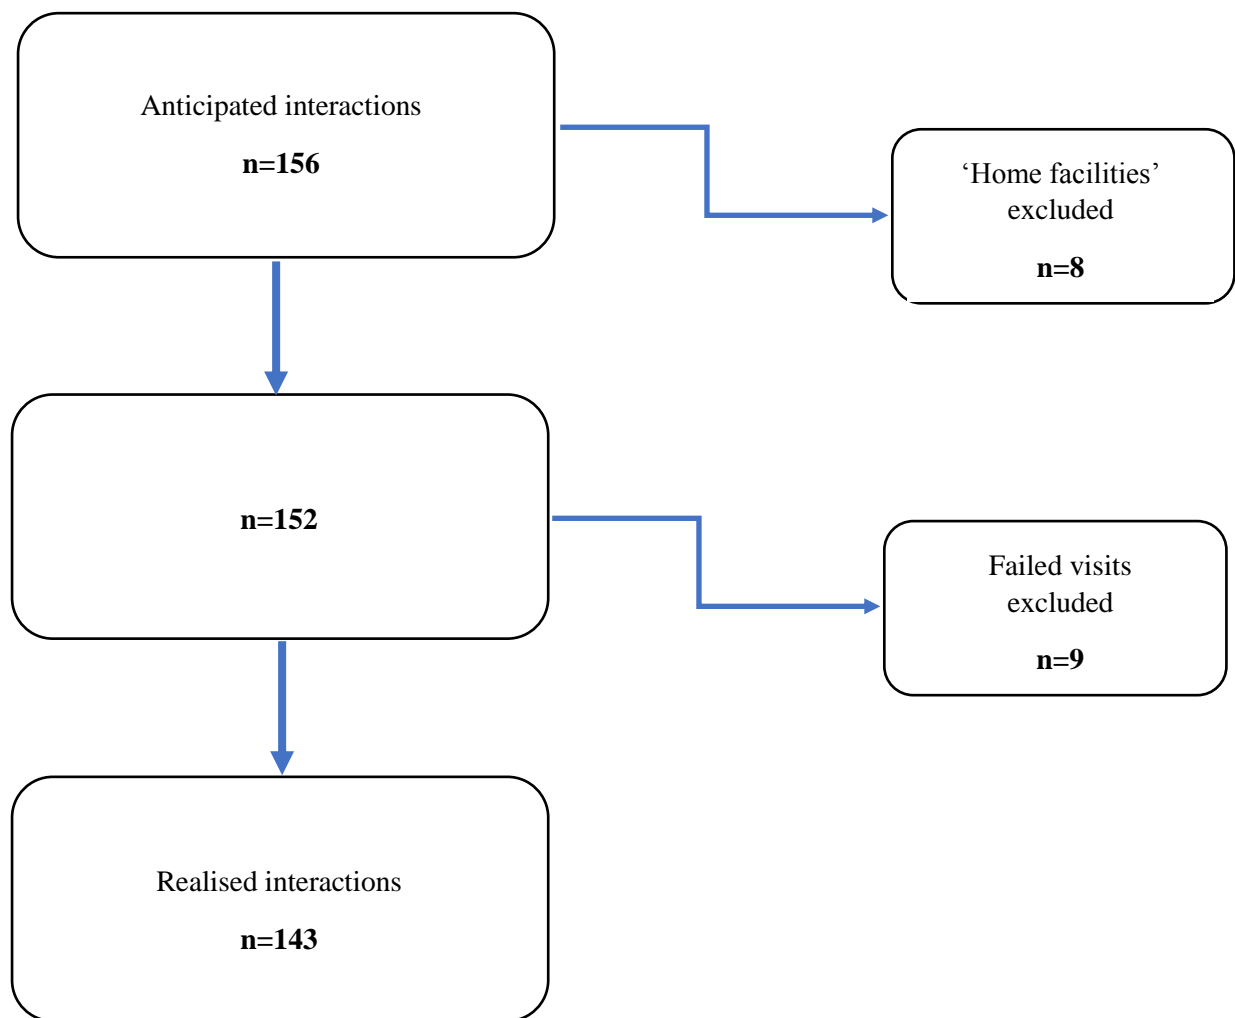 Anticipated interactions
n=156
‘Home facilities’
excluded
n=8
n=152
Failed visits
excluded
n=9
Realised interactions
n=143